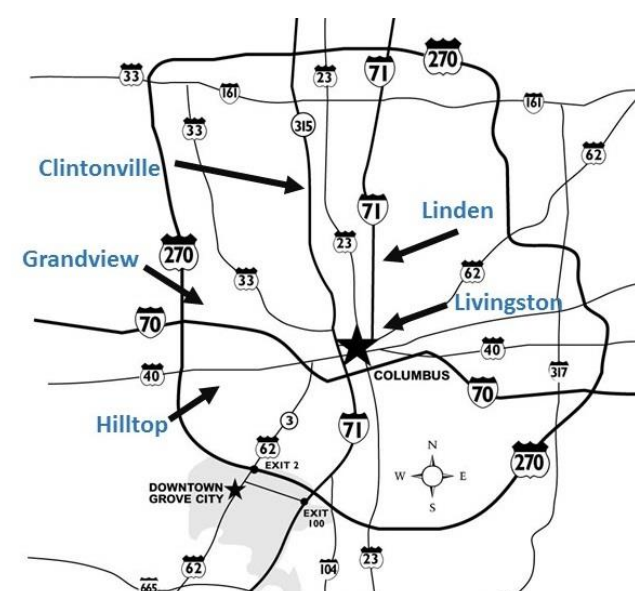 270
33
23
71
161
161
33
315
62
Clintonville
71
Linden
23
Grandview
270
33
62
Livingston
70
40
COLUMBUS
40
317
70
Hilltop
3
71
62
N
W E
S
EXIT 2
270
DOWNTOWN
GROVE CITY
EXIT
100
62
23
104
665